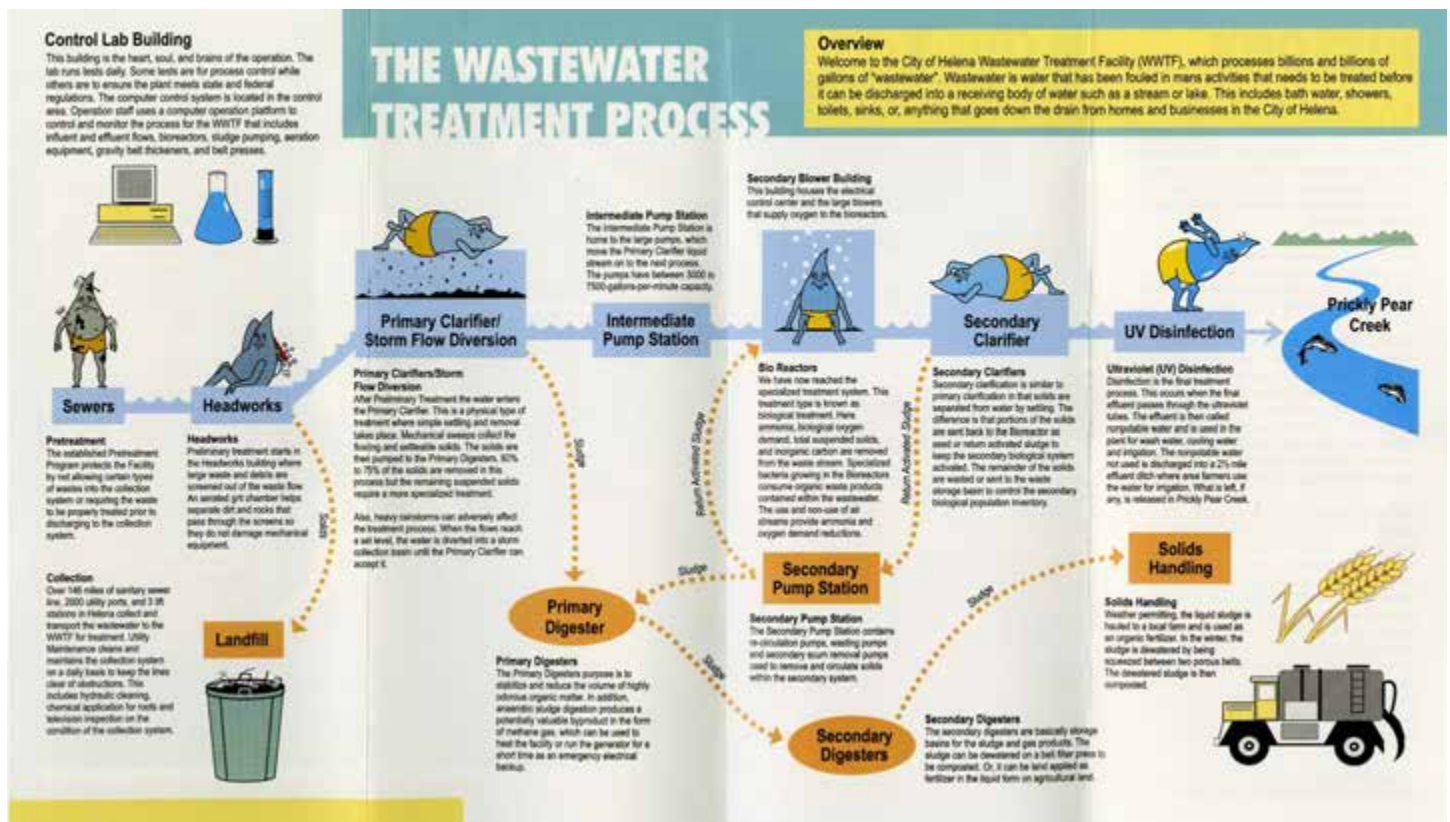 Control Lab Building
This building is the heart, soul, and brains of the operation. The
lab runs tests daily. Some tests are for process control while
others are to ensure the plant meets state and federal
regulations. The computer control system is located in the control
area. Operation staff uses a computer operation platform to
control and monitor the process for the WWTF that includes
influent and effluent flows, bioreactors, sludge pumping, aeration
equipment, gravity belt thickeners, and belt presses.
THE WASTEWATER
TREATMENT PROCESS
Overview
Welcome to the City of Helena Wastewater Treatment Facility (WWTF), which processes billions and billions of
gallons of "wastewater". Wastewater is water that has been fouled in mans activities that needs to be treated before
it can be discharged into a receiving body of water such as a stream or lake. This includes bath water, showers,
toilets, sinks, or, anything that goes down the drain from homes and businesses in the City of Helena.
Sewers
Pretreatment
The established Pretreatment
Program protects the Facility
by not allowing certain types
of wastes into the collection
system or requiring the waste
to be properly treated prior to
discharging to the collection
system.
Collection
Over 146 miles of sanitary sewer
line, 2000 utility ports, and 3 lift
stations in Helena collect and
transport the wastewater to the
WWTF for treatment. Utility
Maintenance cleans and
maintains the collection system
on a daily basis to keep the lines
clear of obstructions. This
includes hydraulic cleaning,
chemical application for roots and
television inspection on the
condition of the collection system.
Headworks
Headworks
Preliminary treatment starts in
the Headworks building where
large waste and debris are
screened out of the waste flow.
An aerated grit chamber helps
separate dirt and rocks that
pass through the screens so
they do not damage mechanical
equipment.
Solids
Landfill
Primary Clarifier/
Storm Flow Diversion
Primary Clarifiers/Storm
Flow Diversion
After Preliminary Treatment the water enters
the Primary Clarifier. This is a physical type of
treatment where simple settling and removal
takes place. Mechanical sweeps collect the
floating and settleable solids. The solids are
then pumped to the Primary Digesters. 60%
to 75% of the solids are removed in this
process but the remaining suspended solids
require a more specialized treatment.
Also, heavy rainstorms can adversely affect
the treatment process. When the flows reach
a set level, the water is diverted into a storm
collection basin until the Primary Clarifier can
accept it.
Sludge
Intermediate Pump Station
The Intermediate Pump Station is
home to the large pumps, which
move the Primary Clarifier liquid
stream on to the next process.
The pumps have between 3000 to
7500-gallons-per-minute capacity.
Intermediate
Pump Station
Primary
Digester
Primary Digesters
The Primary Digesters purpose is to
stabilize and reduce the volume of highly
odorous organic matter. In addition,
anaerobic sludge digestion produces a
potentially valuable byproduct in the form
of methane gas, which can be used to
heat the facility or run the generator for a
short time as an emergency electrical
backup.
Secondary Blower Building
This building houses the electrical
control center and the large blowers
that supply oxygen to the bioreactors.
Bio Reactors
We have now reached the
specialized treatment system. This
treatment type is known as
biological treatment. Here
ammonia, biological oxygen
demand, total suspended solids,
and inorganic carbon are removed
from the waste stream. Specialized
bacteria growing in the Bioreactors
consume organic waste products
contained within the wastewater.
The use and non-use of air
streams provide ammonia and
oxygen demand reductions.
Return Activated Sludge
Return Activated Sludge
Sludge
Secondary
Pump Station
Secondary Pump Station
The Secondary Pump Station contains
re-circulation pumps, wasting pumps
and secondary scum removal pumps
used to remove and circulate solids
within the secondary system.
Sludge
Secondary
Digesters
Secondary Digesters
The secondary digesters are basically storage
basins for the sludge and gas products. The
sludge can be dewatered on a belt filter press to
be composted. Or, it can be land applied as
fertilizer in the liquid form on agricultural land.
Secondary
Clarifier
Secondary Clarifiers
Secondary clarification is similar to
primary clarification in that solids are
separated from water by settling. The
difference is that portions of the solids
are sent back to the Bioreactor as
seed or return activated sludge to
keep the secondary biological system
activated. The remainder of the solids
are wasted or sent to the waste
storage basin to control the secondary
biological population inventory.
Sludge
UV Disinfection
Ultraviolet (UV) Disinfection
Disinfection is the final treatment
process. This occurs when the final
effluent passes through the ultraviolet
tubes. The effluent is then called
nonpotable water and is used in the
plant for wash water, cooling water
and irrigation. The nonpotable water
not used is discharged into a 2½ mile
effluent ditch where area farmers use
the water for irrigation. What is left, if
any, is released in Prickly Pear Creek.
Prickly Pear
Creek
Solids
Handling
Solids Handling
Weather permitting, the liquid sludge is
hauled to a local farm and is used as
an organic fertilizer. In the winter, the
sludge is dewatered by being
squeezed between two porous belts.
The dewatered sludge is then
composted.